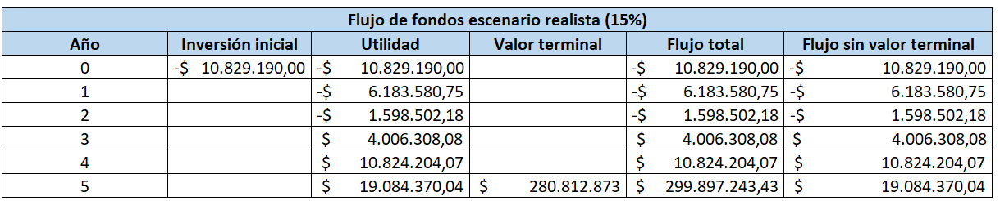 Flujo de fondos escenario realista (15%)
Año Inversión inicial Utilidad Valor terminal Flujo total Flujo sin valor terminal
0 -$ 10.829.190,00 -$ 10.829.190,00 -$ 10.829.190,00 -$ 10.829.190,00
1 -$ 6.183.580,75 -$ 6.183.580,75 -$ 6.183.580,75
2 -$ 1.598.502,18 -$ 1.598.502,18 -$ 1.598.502,18
3 $ 4.006.308,08 $ 4.006.308,08 $ 4.006.308,08
4 $ 10.824.204,07 $ 10.824.204,07 $ 10.824.204,07
5 $ 19.084.370,04 $ 280.812.873 $ 299.897.243,43 $ 19.084.370,04